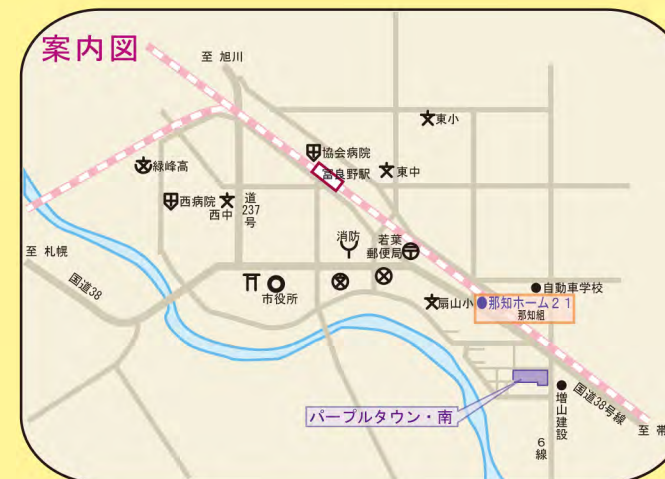 案内図
至 旭川
東小
協会病院
緑峰高
富良野駅
東中
西病院
西中
道
237
号
消防
若葉
郵便局
至 札幌
国道38
市役所
自動車学校
扇山小
那知ホーム21
那知組
パープルタウン・南
増山建設
国道38号線
6線
至 帯